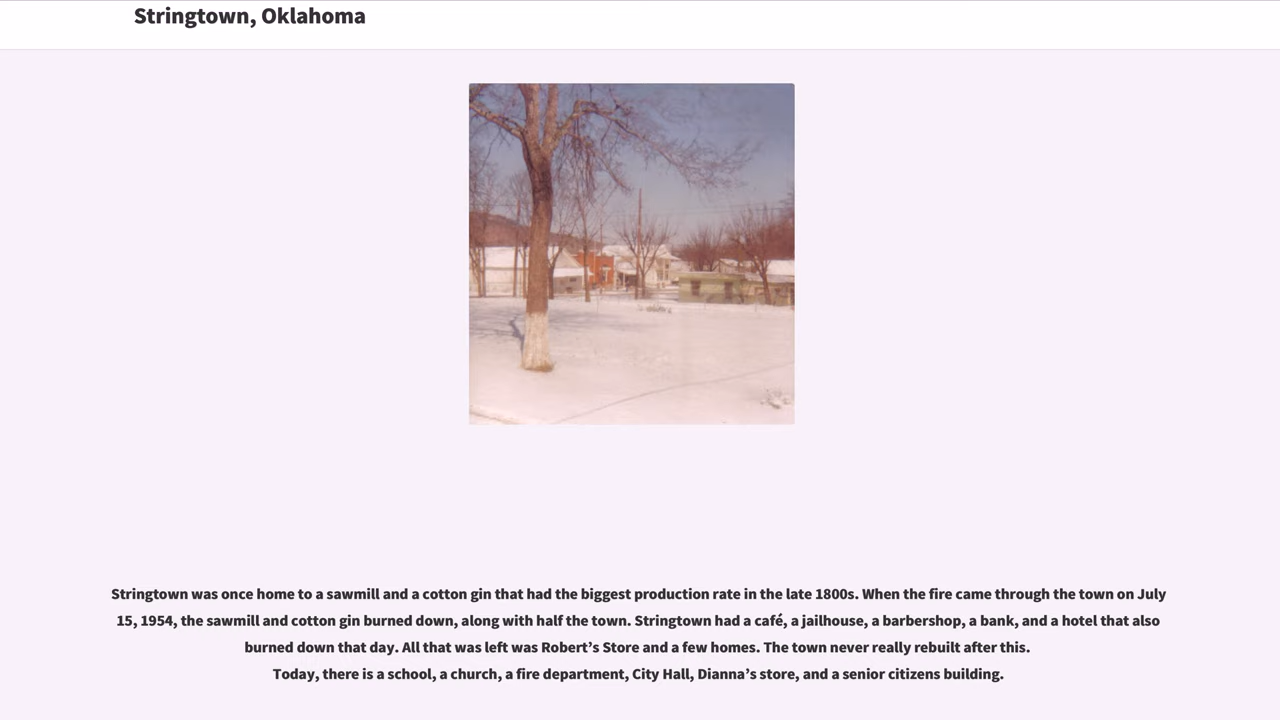 Stringtown, Oklahoma
Stringtown was once home to a sawmill and a cotton gin that had the biggest production rate in the late 1800s. When the fire came through the town on July
15, 1954, the sawmill and cotton gin burned down, along with half the town. Stringtown had a café, a jailhouse, a barbershop, a bank, and a hotel that also
burned down that day. All that was left was Robert’s Store and a few homes. The town never really rebuilt after this.
Today, there is a school, a church, a fire department, City Hall, Dianna’s store, and a senior citizens building.